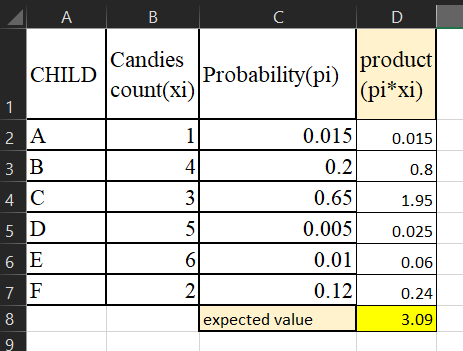 A B C D
1 CHILD Candies count(xi) Probability(pi) product (pi*xi)
2 A 1 0.015 0.015
3 B 4 0.2 0.8
4 C 3 0.65 1.95
5 D 5 0.005 0.025
6 E 6 0.01 0.06
7 F 2 0.12 0.24
8 expected value 3.09
9